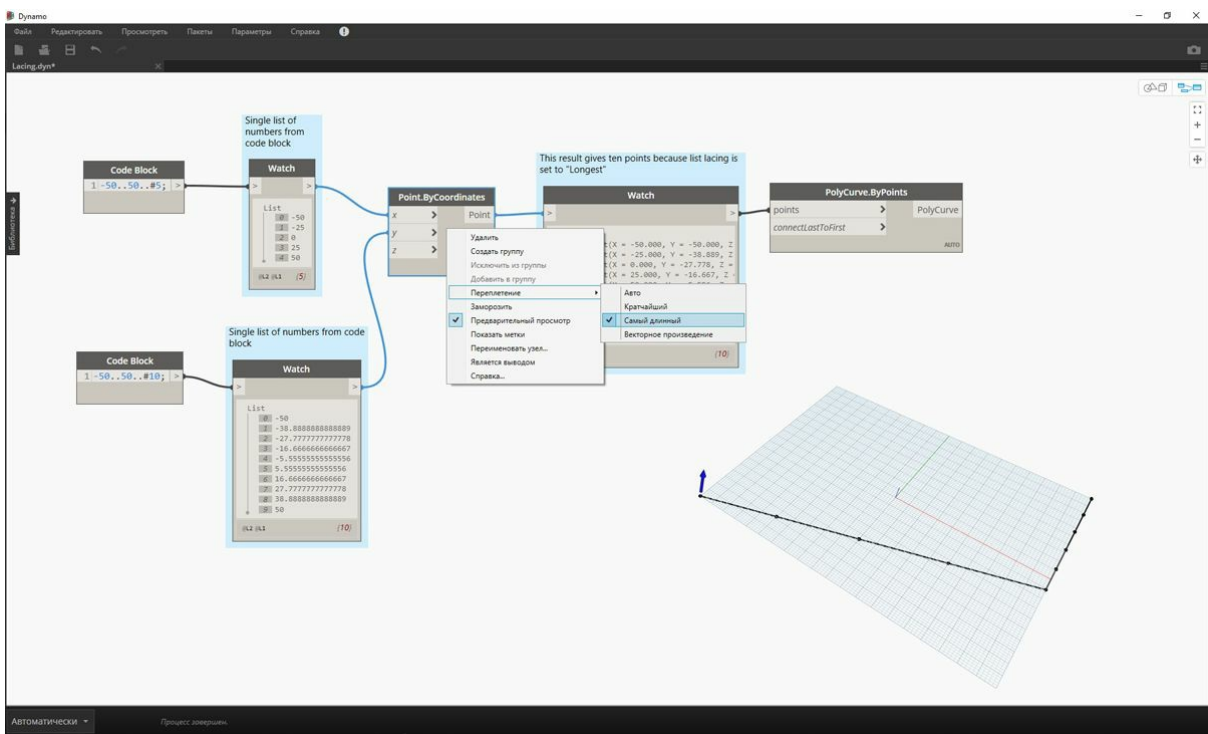 Dynamo
Файл Редактировать Просмотреть Пакеты Параметры Справка
Lacing.dyn*
Библиотека
Single list of
numbers from
code block
Code Block
1 -50..50..#5; >
Watch
> >
List
0 -50
1 -25
2 0
3 25
4 50
@L2 @L1 {5}
Point.ByCoordinates
x > Point
y >
z >
This result gives ten points because list lacing is
set to "Longest"
Watch
> >
t(X = -50.000, Y = -50.000, Z
t(X = -25.000, Y = -38.889, Z
t(X = 0.000, Y = -27.778, Z =
t(X = 25.000, Y = -16.667, Z
{10}
PolyCurve.ByPoints
points > PolyCurve
connectLastToFirst >
AUTO
Удалить
Создать группу
Исключить из группы
Добавить в группу
Переплетение
Заморозить
Предварительный просмотр
Показать метки
Переименовать узел...
Является выводом
Справка...
Авто
Кратчайший
Самый длинный
Векторное произведение
Single list of numbers from code
block
Code Block
1 -50..50..#10; >
Watch
> >
List
0 -50
1 -38.8888888888889
2 -27.7777777777778
3 -16.6666666666667
4 -5.55555555555556
5 5.55555555555556
6 16.6666666666667
7 27.7777777777778
8 38.8888888888889
9 50
@L2 @L1 {10}
Автоматически
Процесс завершен.